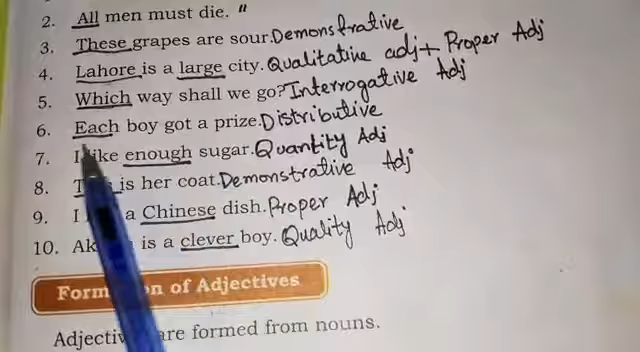 2. All men must die. "
3. These grapes are sour. Demonstrative
4. Lahore is a large city. Qualitative adj + Proper Adj
5. Which way shall we go? Interrogative Adj
6. Each boy got a prize. Distributive
7. I like enough sugar. Quantity Adj
8. is her coat. Demonstrative Adj
9. I a Chinese dish. Proper Adj
10. is a clever boy. Quality Adj
Formation of Adjectives
Adjectives are formed from nouns.